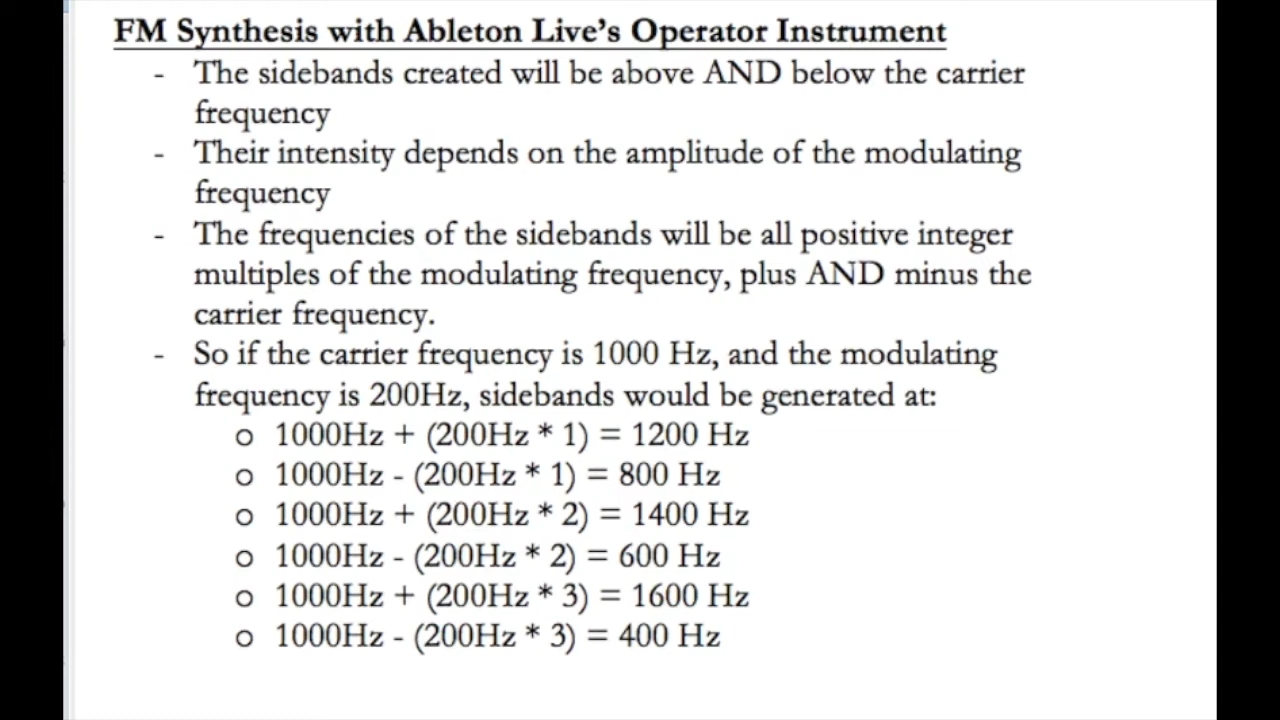 FM Synthesis with Ableton Live's Operator Instrument
- The sidebands created will be above AND below the carrier
frequency
- Their intensity depends on the amplitude of the modulating
frequency
- The frequencies of the sidebands will be all positive integer
multiples of the modulating frequency, plus AND minus the
carrier frequency.
- So if the carrier frequency is 1000 Hz, and the modulating
frequency is 200Hz, sidebands would be generated at:
o 1000Hz + (200Hz * 1) = 1200 Hz
o 1000Hz - (200Hz * 1) = 800 Hz
o 1000Hz + (200Hz * 2) = 1400 Hz
o 1000Hz - (200Hz * 2) = 600 Hz
o 1000Hz + (200Hz * 3) = 1600 Hz
o 1000Hz - (200Hz * 3) = 400 Hz